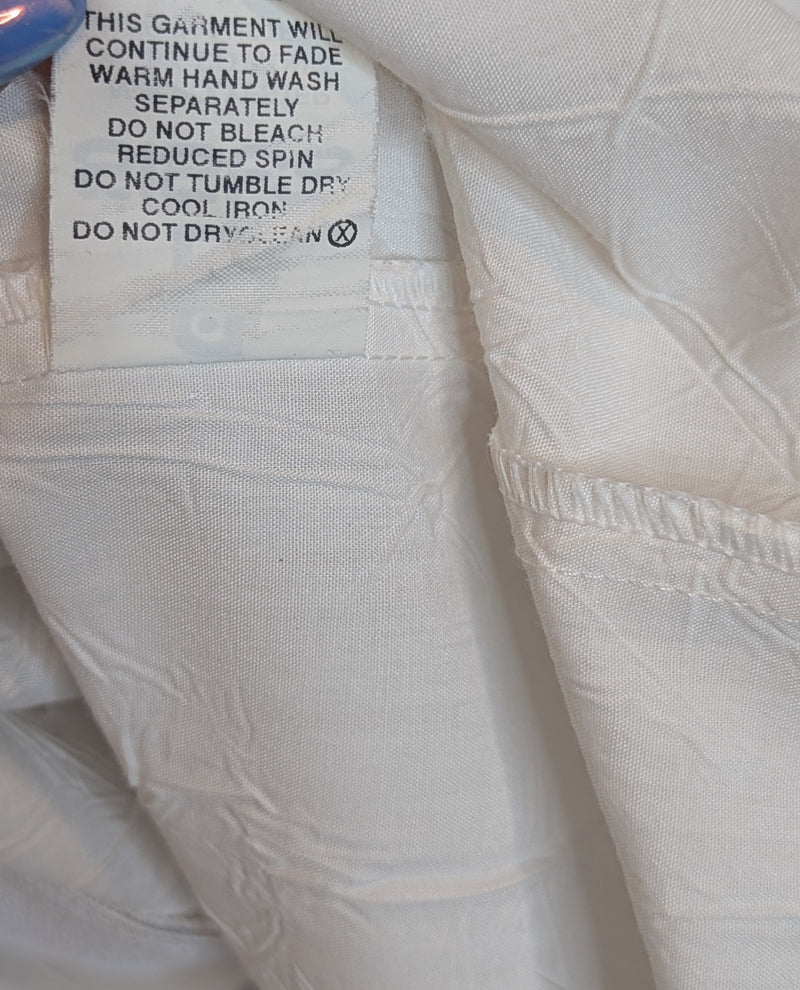 THIS GARMENT WILL
CONTINUE TO FADE
WARM HAND WASH
SEPARATELY
DO NOT BLEACH
REDUCED SPIN
DO NOT TUMBLE DRY
COOL IRON
DO NOT DRYCLEAN Ⓧ